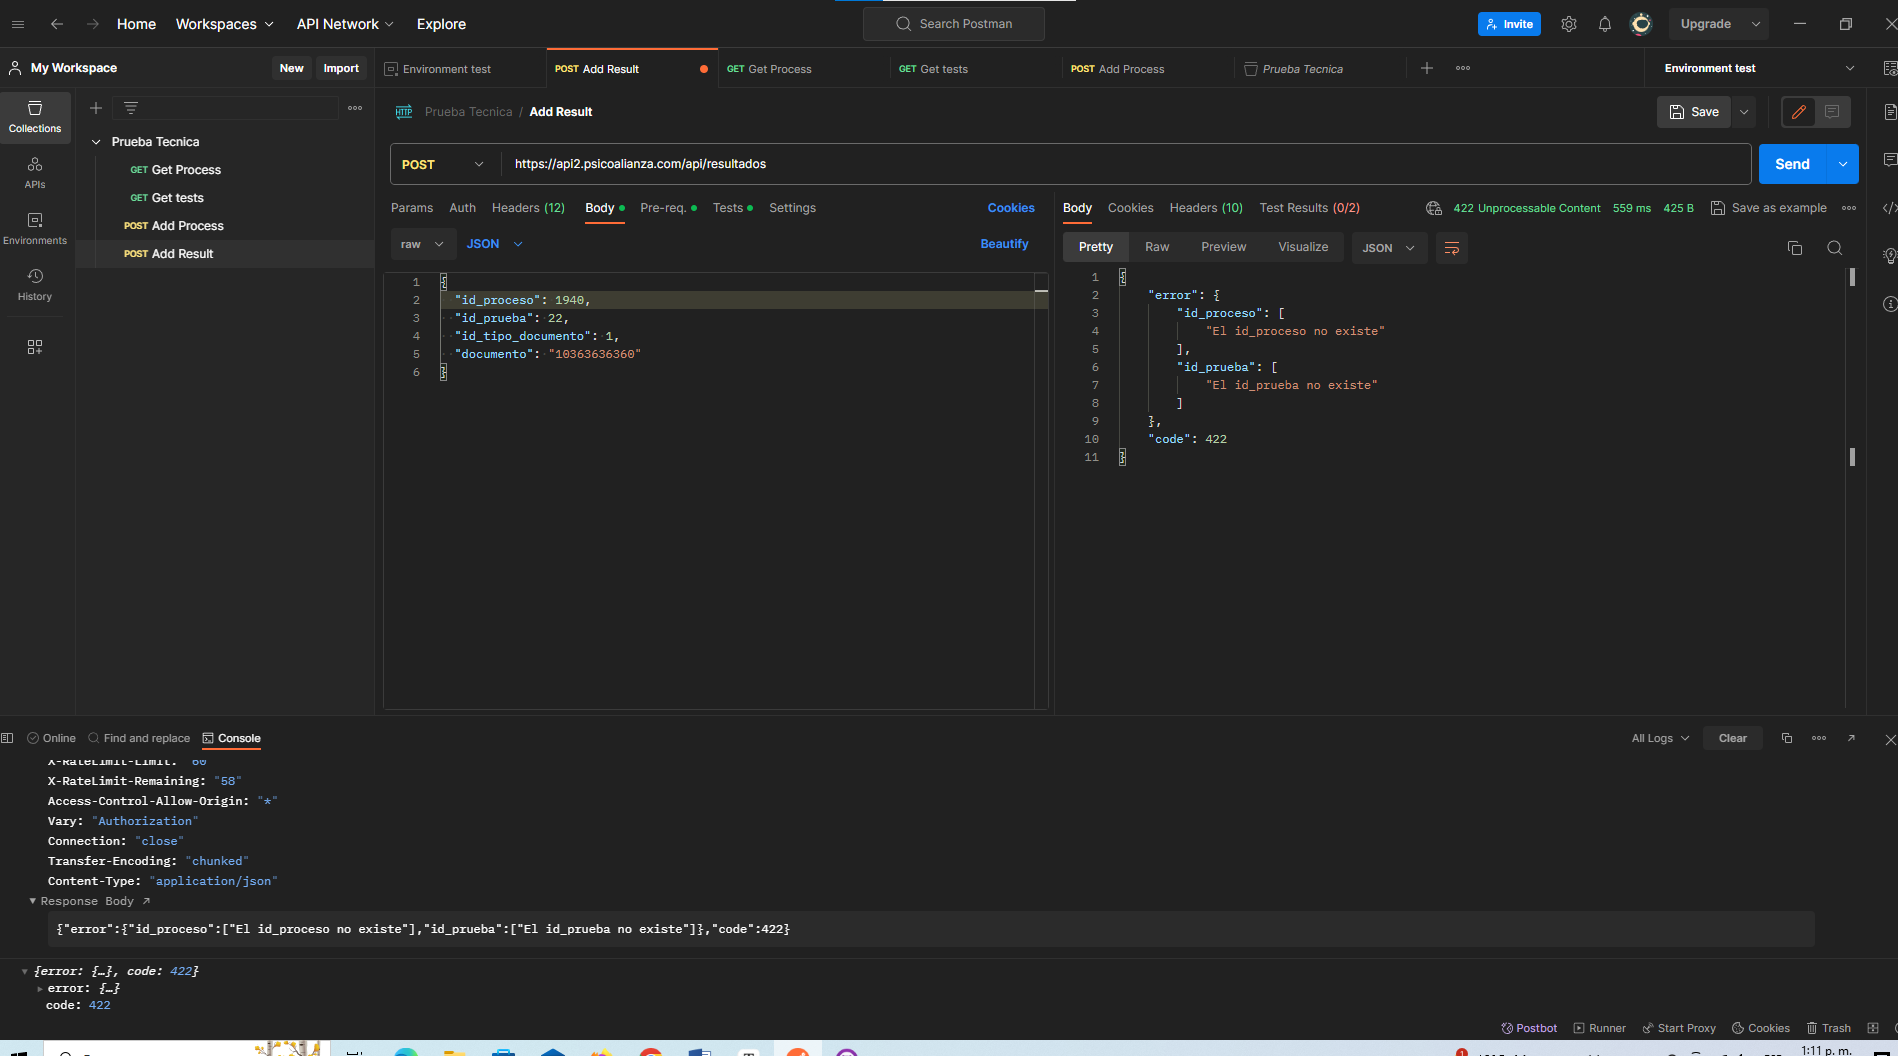 Home Workspaces API Network Explore Search Postman Invite Upgrade
My Workspace New Import Environment test POST Add Result GET Get Process GET Get tests POST Add Process Prueba Tecnica Environment test
Collections
APIs
Environments
History
Prueba Tecnica
GET Get Process
GET Get tests
POST Add Process
POST Add Result
HTTP Prueba Tecnica / Add Result Save
POST https://api2.psicoalianza.com/api/resultados Send
Params Auth Headers (12) Body Pre-req. Tests Settings Cookies
raw JSON Beautify
1 {
2 "id_proceso": 1940,
3 "id_prueba": 22,
4 "id_tipo_documento": 1,
5 "documento": "10363636360"
6 }
Body Cookies Headers (10) Test Results (0/2) 422 Unprocessable Content 559 ms 425 B Save as example
Pretty Raw Preview Visualize JSON
1 {
2 "error": {
3 "id_proceso": [
4 "El id_proceso no existe"
5 ],
6 "id_prueba": [
7 "El id_prueba no existe"
8 ]
9 },
10 "code": 422
11 }
Online Find and replace Console All Logs Clear
X-RateLimit-Limit: "60"
X-RateLimit-Remaining: "58"
Access-Control-Allow-Origin: "*"
Vary: "Authorization"
Connection: "close"
Transfer-Encoding: "chunked"
Content-Type: "application/json"
Response Body
{"error":{"id_proceso":["El id_proceso no existe"],"id_prueba":["El id_prueba no existe"]},"code":422}
{error: {…}, code: 422}
error: {…}
code: 422
Postbot Runner Start Proxy Cookies Trash
1:11 p. m.